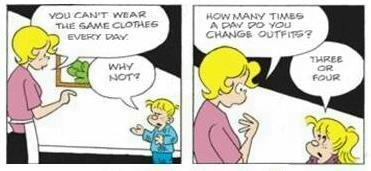 YOU CAN'T WEAR
THE SAME CLOTHES
EVERY DAY.
WHY
NOT?
HOW MANY TIMES
A DAY DO YOU
CHANGE OUTFITS?
THREE
OR
FOUR